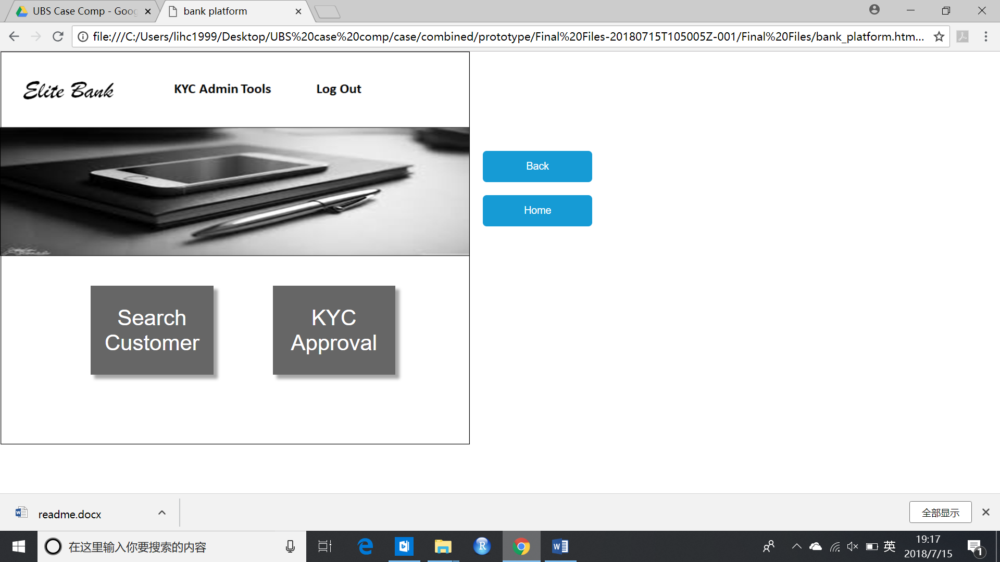 UBS Case Comp - Goog
bank platform
file:///C:/Users/lihc1999/Desktop/UBS%20case%20comp/case/combined/prototype/Final%20Files-20180715T105005Z-001/Final%20Files/bank_platform.htm...
Elite Bank
KYC Admin Tools
Log Out
Back
Home
Search
Customer
KYC
Approval
readme.docx
全部显示
在这里输入你要搜索的内容
英
19:17
2018/7/15
1